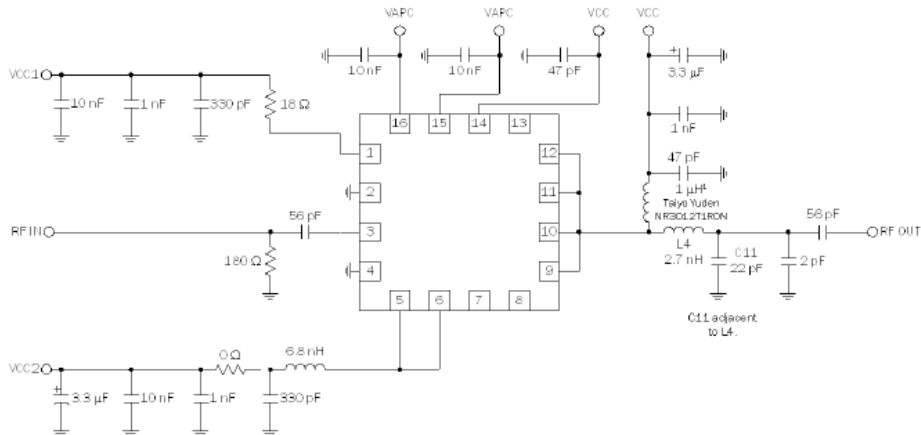 VAPC
VAPC
VCC
VCC
VCC1
10 nF
10 nF
47 pF
3.3 µF
10 nF
1 nF
330 pF
18 Ω
16
15
14
13
1 nF
1
12
47 pF
2
11
1 µH¹
Taiyo Yuden
NR3012T1R0N
56 pF
56 pF
RF IN
3
10
RF OUT
L4
2.7 nH
C11
22 pF
2 pF
180 Ω
4
9
5
6
7
8
C11 adjacent
to L4.
0 Ω
6.8 nH
VCC2
+
3.3 µF
10 nF
1 nF
330 pF